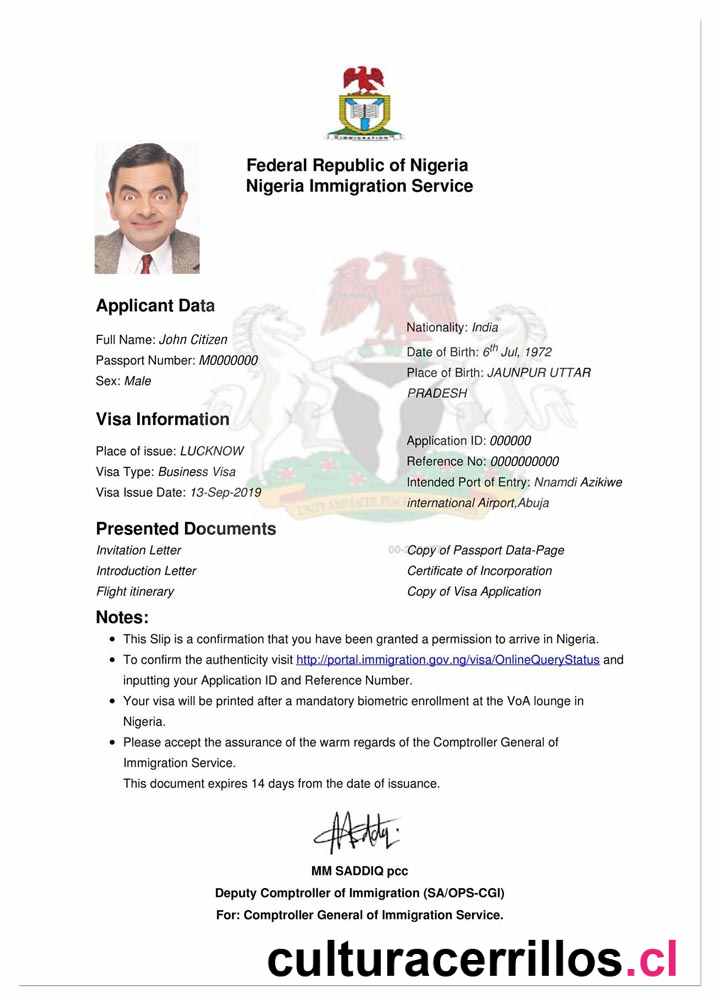 IMMIGRATION
Federal Republic of Nigeria
Nigeria Immigration Service
Applicant Data
Full Name: John Citizen
Passport Number: M0000000
Sex: Male
Nationality: India
Date of Birth: 6th Jul, 1972
Place of Birth: JAUNPUR UTTAR
PRADESH
Visa Information
Place of issue: LUCKNOW
Visa Type: Business Visa
Visa Issue Date: 13-Sep-2019
Application ID: 000000
Reference No: 0000000000
Intended Port of Entry: Nnamdi Azikiwe
international Airport,Abuja
Presented Documents
Invitation Letter
Introduction Letter
Flight itinerary
Copy of Passport Data-Page
Certificate of Incorporation
Copy of Visa Application
Notes:
• This Slip is a confirmation that you have been granted a permission to arrive in Nigeria.
• To confirm the authenticity visit http://portal.immigration.gov.ng/visa/OnlineQueryStatus and
inputting your Application ID and Reference Number.
• Your visa will be printed after a mandatory biometric enrollment at the VoA lounge in
Nigeria.
• Please accept the assurance of the warm regards of the Comptroller General of
Immigration Service.
This document expires 14 days from the date of issuance.
MM SADDIQ pcc
Deputy Comptroller of Immigration (SA/OPS-CGI)
For: Comptroller General of Immigration Service.
culturacerrillos.cl